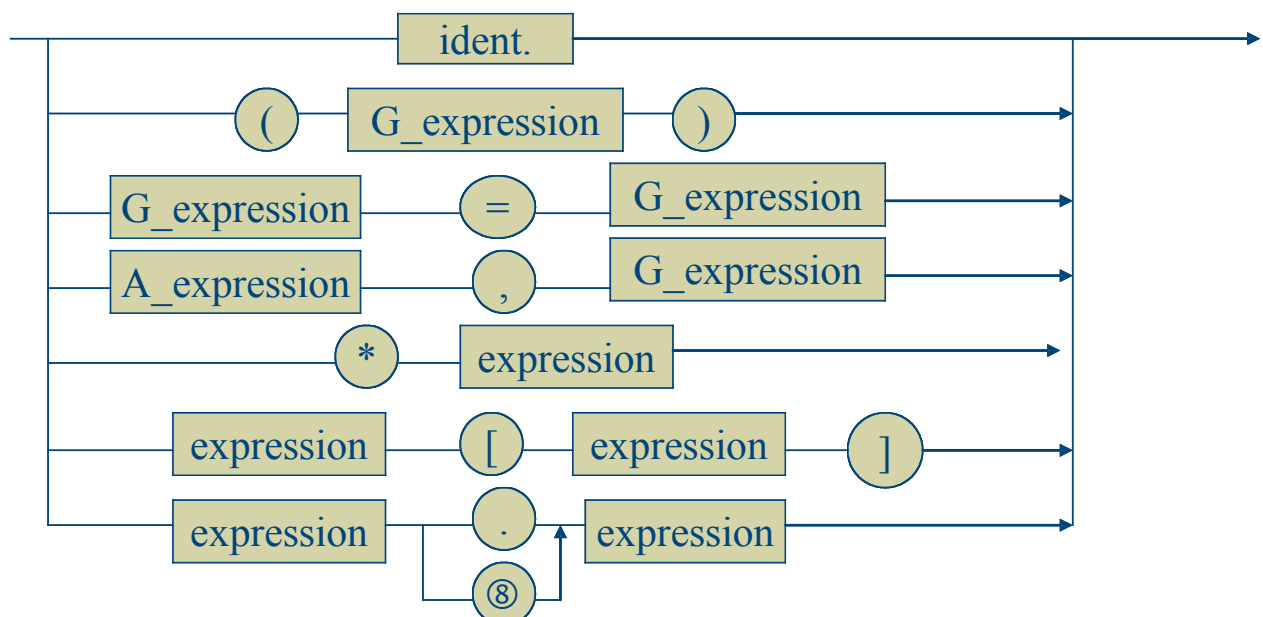 ident.
( G_expression )
G_expression = G_expression
A_expression , G_expression
* expression
expression [ expression ]
expression . expression
⑧